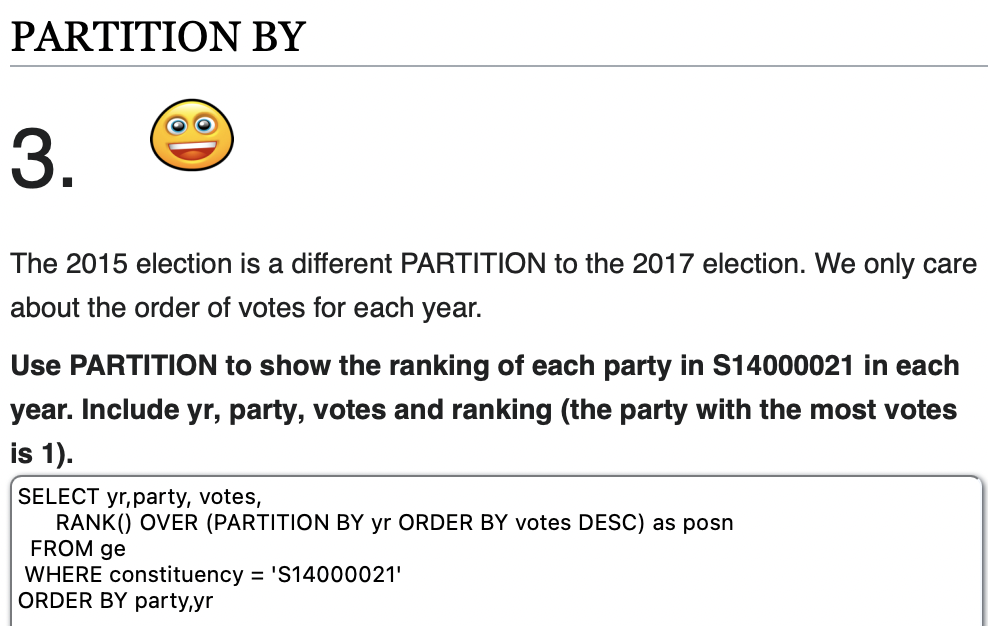 PARTITION BY
3.
The 2015 election is a different PARTITION to the 2017 election. We only care
about the order of votes for each year.
Use PARTITION to show the ranking of each party in S14000021 in each
year. Include yr, party, votes and ranking (the party with the most votes
is 1).
SELECT yr,party, votes,
RANK() OVER (PARTITION BY yr ORDER BY votes DESC) as posn
FROM ge
WHERE constituency = 'S14000021'
ORDER BY party,yr